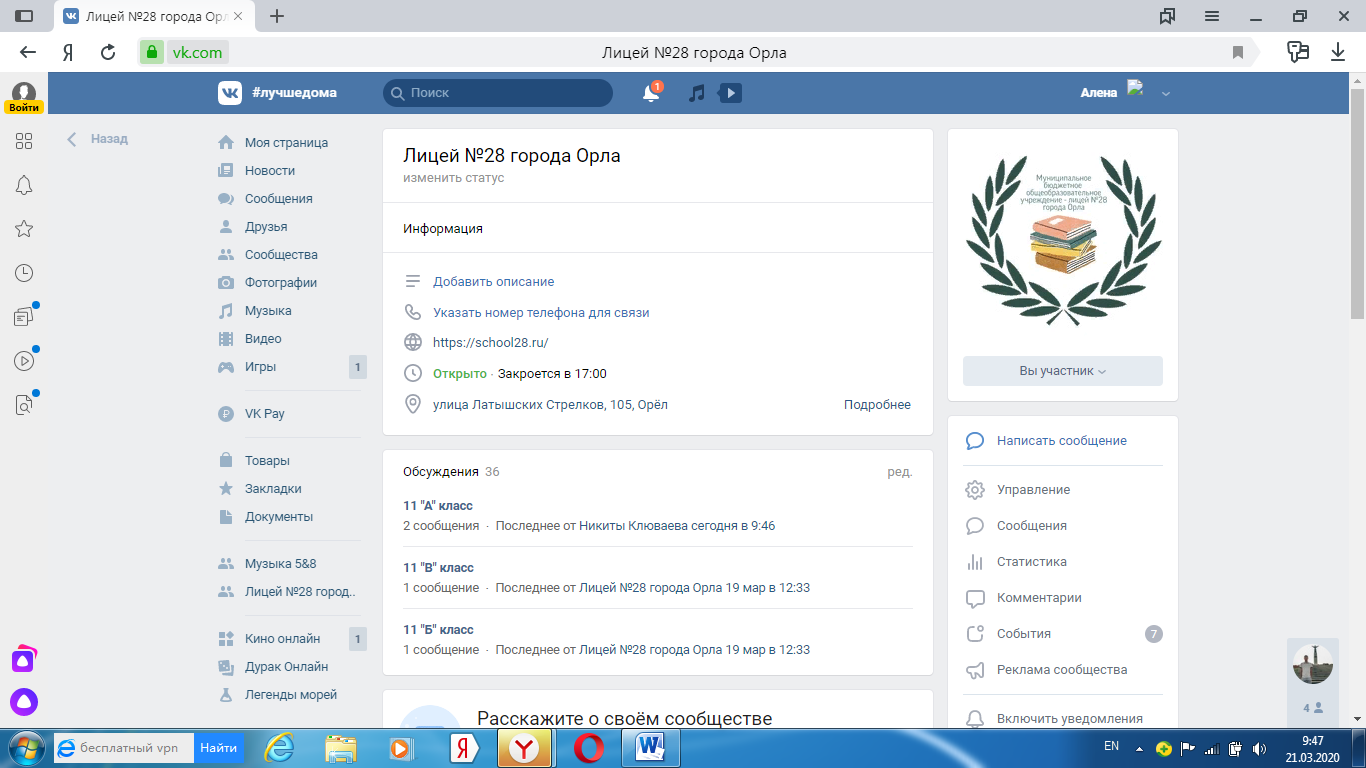 Лицей №28 города Орл
vk.com
Лицей №28 города Орла
Войти
#лучшедома
Поиск
1
Алена
Назад
Моя страница
Новости
Сообщения
Друзья
Сообщества
Фотографии
Музыка
Видео
Игры 1
VK Pay
Товары
Закладки
Документы
Музыка 5&8
Лицей №28 город..
Кино онлайн 1
Дурак Онлайн
Легенды морей
Лицей №28 города Орла
изменить статус
Информация
Добавить описание
Указать номер телефона для связи
https://school28.ru/
Открыто · Закроется в 17:00
улица Латышских Стрелков, 105, Орёл Подробнее
Обсуждения 36 ред.
11 "А" класс
2 сообщения · Последнее от Никиты Клюваева сегодня в 9:46
11 "В" класс
1 сообщение · Последнее от Лицей №28 города Орла 19 мар в 12:33
11 "Б" класс
1 сообщение · Последнее от Лицей №28 города Орла 19 мар в 12:33
Расскажите о своём сообществе
Муниципальное
бюджетное
общеобразовательное
учреждение - лицей №28
города Орла
Вы участник
Написать сообщение
Управление
Сообщения
Статистика
Комментарии
События 7
Реклама сообщества
Включить уведомления
4
бесплатный vpn Найти
EN
9:47
21.03.2020